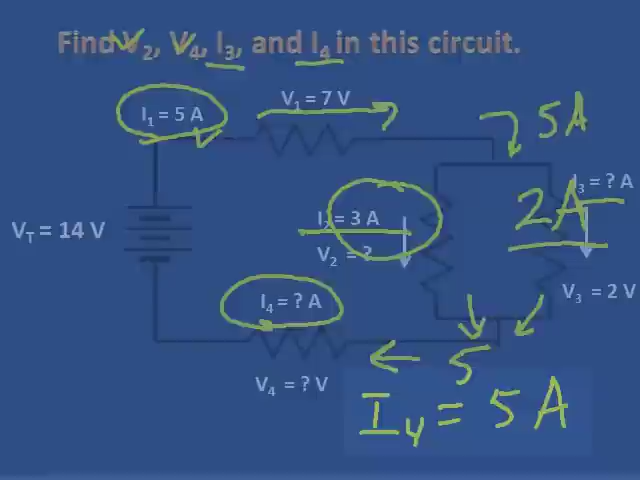 Find V2, V4, I3, and I4 in this circuit.
V1 = 7 V
I1 = 5 A
5A
I3 = ? A
I2 = 3 A
2A
VT = 14 V
V2 = ?
I4 = ? A
V3 = 2 V
5
V4 = ? V
I4 = 5 A